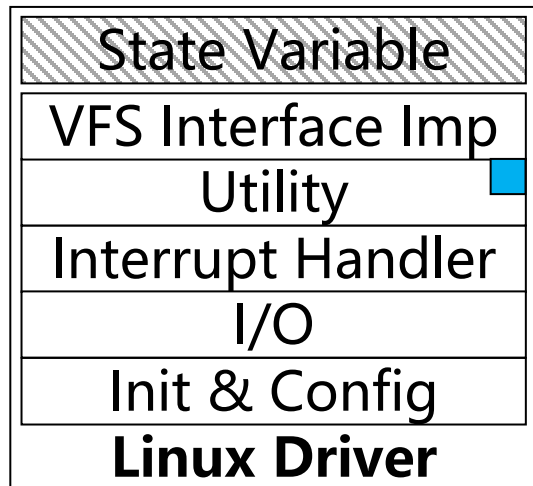 State Variable
VFS Interface Imp
Utility
Interrupt Handler
I/O
Init & Config
Linux Driver